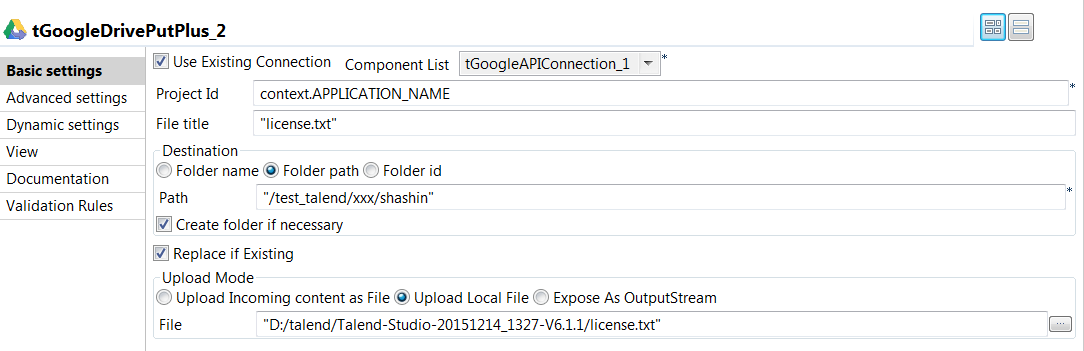 tGoogleDrivePutPlus_2
Basic settings
Advanced settings
Dynamic settings
View
Documentation
Validation Rules
Use Existing Connection Component List tGoogleAPIConnection_1 *
Project Id context.APPLICATION_NAME *
File title "license.txt"
Destination
Folder name Folder path Folder id
Path "/test_talend/xxx/shashin" *
Create folder if necessary
Replace if Existing
Upload Mode
Upload Incoming content as File Upload Local File Expose As OutputStream
File "D:/talend/Talend-Studio-20151214_1327-V6.1.1/license.txt" ...